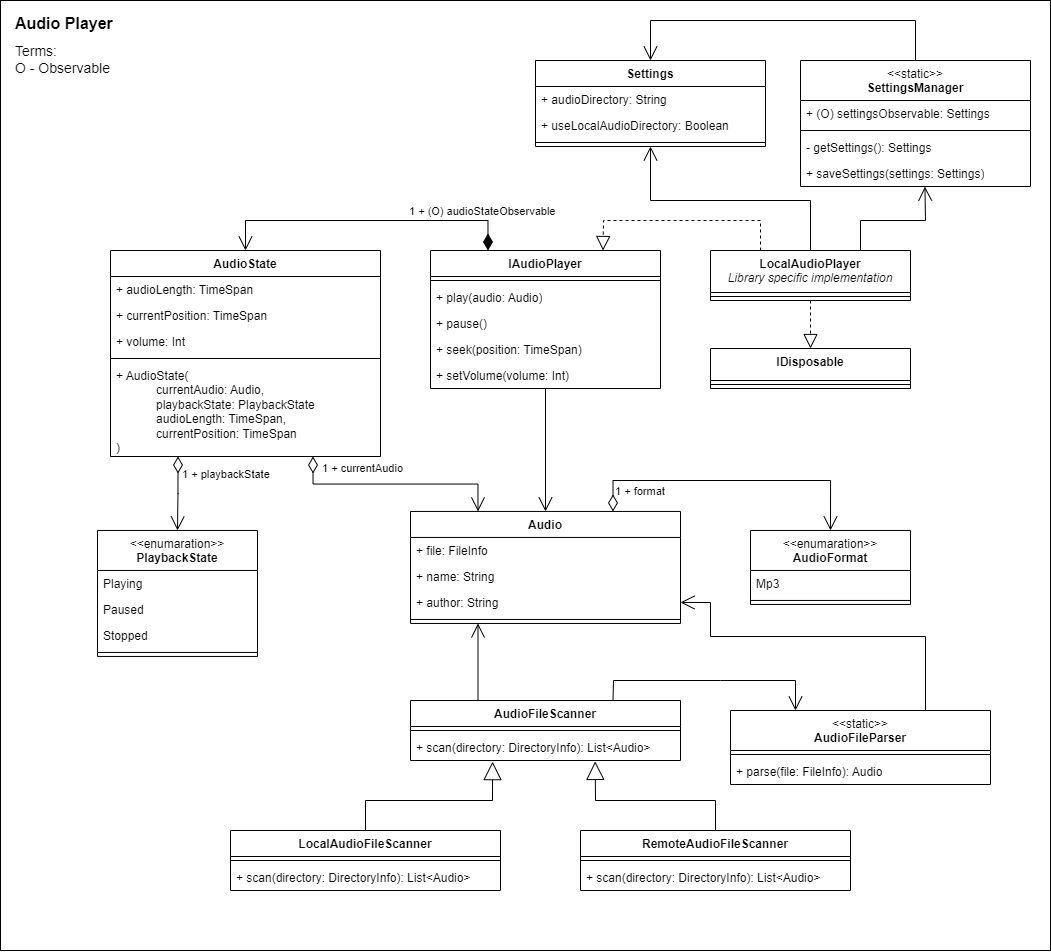 Audio Player
Terms:
O - Observable
Settings
+ audioDirectory: String
+ useLocalAudioDirectory: Boolean
<<static>>
SettingsManager
+ (O) settingsObservable: Settings
- getSettings(): Settings
+ saveSettings(settings: Settings)
1 + (O) audioStateObservable
AudioState
+ audioLength: TimeSpan
+ currentPosition: TimeSpan
+ volume: Int
+ AudioState(
currentAudio: Audio,
playbackState: PlaybackState
audioLength: TimeSpan,
currentPosition: TimeSpan
)
IAudioPlayer
+ play(audio: Audio)
+ pause()
+ seek(position: TimeSpan)
+ setVolume(volume: Int)
LocalAudioPlayer
Library specific implementation
IDisposable
1 + playbackState
1 + currentAudio
1 + format
<<enumaration>>
PlaybackState
Playing
Paused
Stopped
Audio
+ file: FileInfo
+ name: String
+ author: String
<<enumaration>>
AudioFormat
Mp3
AudioFileScanner
+ scan(directory: DirectoryInfo): List<Audio>
<<static>>
AudioFileParser
+ parse(file: FileInfo): Audio
LocalAudioFileScanner
+ scan(directory: DirectoryInfo): List<Audio>
RemoteAudioFileScanner
+ scan(directory: DirectoryInfo): List<Audio>